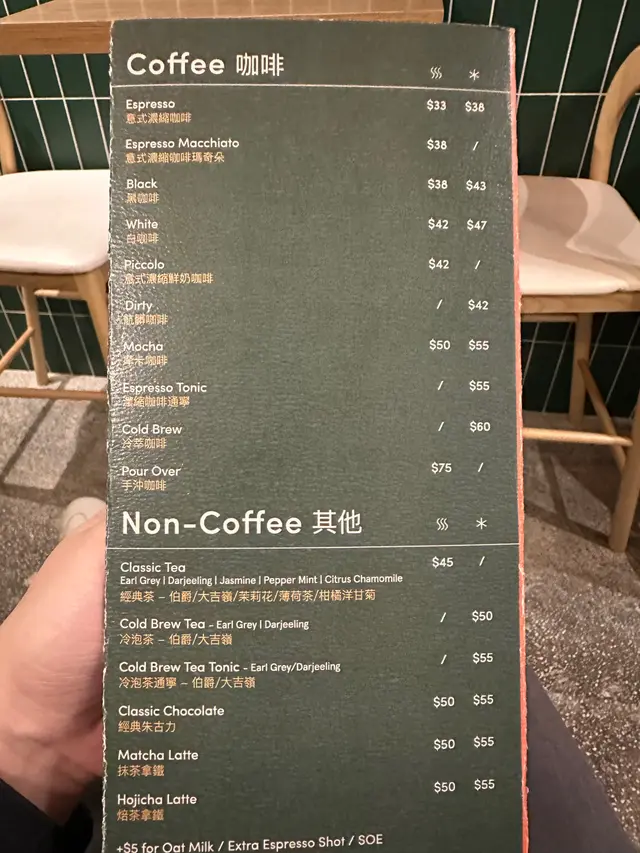 Coffee 咖啡
Espresso $33 $38
意式濃縮咖啡
Espresso Macchiato $38 /
意式濃縮咖啡瑪奇朵
Black $38 $43
黑咖啡
White $42 $47
白咖啡
Piccolo $42 /
意式濃縮鮮奶咖啡
Dirty / $42
骯髒咖啡
Mocha $50 $55
摩卡咖啡
Espresso Tonic / $55
濃縮咖啡通寧
Cold Brew / $60
冷萃咖啡
Pour Over $75 /
手沖咖啡
Non-Coffee 其他
Classic Tea $45 /
Earl Grey | Darjeeling | Jasmine | Pepper Mint | Citrus Chamomile
經典茶 – 伯爵/大吉嶺/茉莉花/薄荷茶/柑橘洋甘菊
Cold Brew Tea - Earl Grey | Darjeeling / $50
冷泡茶 – 伯爵/大吉嶺
Cold Brew Tea Tonic - Earl Grey/Darjeeling / $55
冷泡茶通寧 – 伯爵/大吉嶺
Classic Chocolate $50 $55
經典朱古力
Matcha Latte $50 $55
抹茶拿鐵
Hojicha Latte $50 $55
焙茶拿鐵
+$5 for Oat Milk / Extra Espresso Shot / SOE